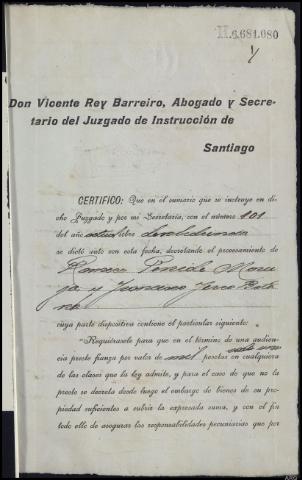 H.6.681.080
Don Vicente Rey Barreiro, Abogado y Secre-
tario del Juzgado de Instrucción de
Santiago
CERTIFICO: Que en el sumario que se instruye en di-
cho Juzgado y por mi Secretaría, con el número 101
del año actual sobre
se dictó auto con esta fecha, decretando el procesamiento de
y Francisco
cuya parte dispositiva contiene el particular siguiente:
"Requiérasele para que en el término de una audien-
cia preste fianza por valor de mil pesetas cada uno en cualquiera
de las clases que la ley admite, y para el caso de que no la
preste se decreta desde luego el embargo de bienes de su pro-
piedad suficientes a cubrir la expresada suma, y con el fin
todo ello de asegurar las responsabilidades pecuniarias que por